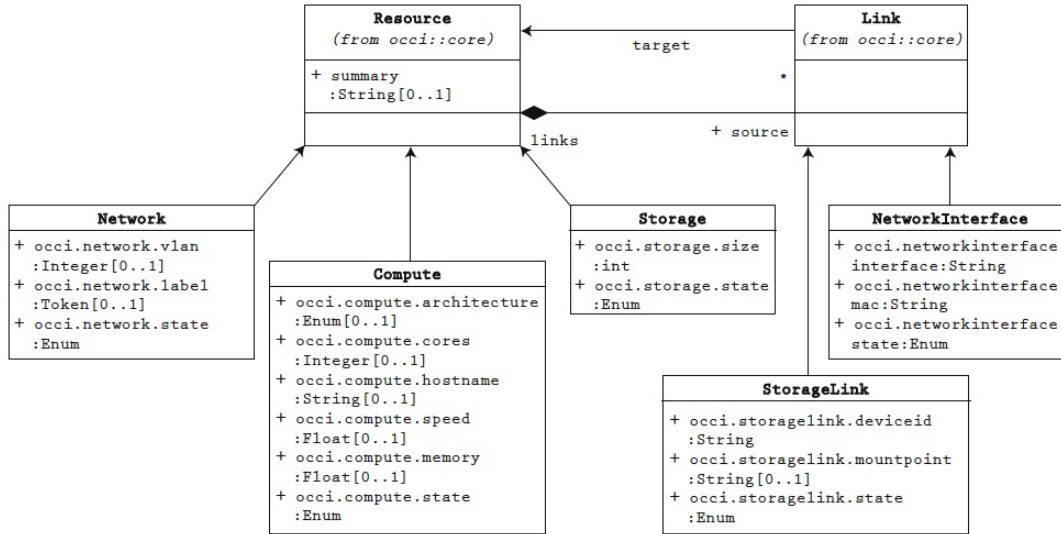 Resource
(from occi::core)
+ summary
:String[0..1]
Link
(from occi::core)
target
*
links
+ source
Network
+ occi.network.vlan
:Integer[0..1]
+ occi.network.label
:Token[0..1]
+ occi.network.state
:Enum
Compute
+ occi.compute.architecture
:Enum[0..1]
+ occi.compute.cores
:Integer[0..1]
+ occi.compute.hostname
:String[0..1]
+ occi.compute.speed
:Float[0..1]
+ occi.compute.memory
:Float[0..1]
+ occi.compute.state
:Enum
Storage
+ occi.storage.size
:int
+ occi.storage.state
:Enum
NetworkInterface
+ occi.networkinterface
interface:String
+ occi.networkinterface
mac:String
+ occi.networkinterface
state:Enum
StorageLink
+ occi.storagelink.deviceid
:String
+ occi.storagelink.mountpoint
:String[0..1]
+ occi.storagelink.state
:Enum